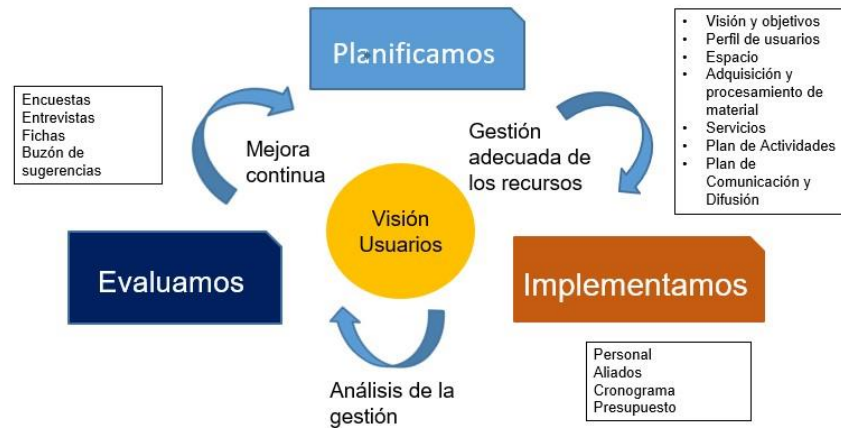 Planificamos
• Visión y objetivos
• Perfil de usuarios
• Espacio
• Adquisición y
procesamiento de
material
• Servicios
• Plan de Actividades
• Plan de
Comunicación y
Difusión
Encuestas
Entrevistas
Fichas
Buzón de
sugerencias
Mejora
continua
Gestión
adecuada de
los recursos
Visión
Usuarios
Evaluamos
Implementamos
Análisis de la
gestión
Personal
Aliados
Cronograma
Presupuesto